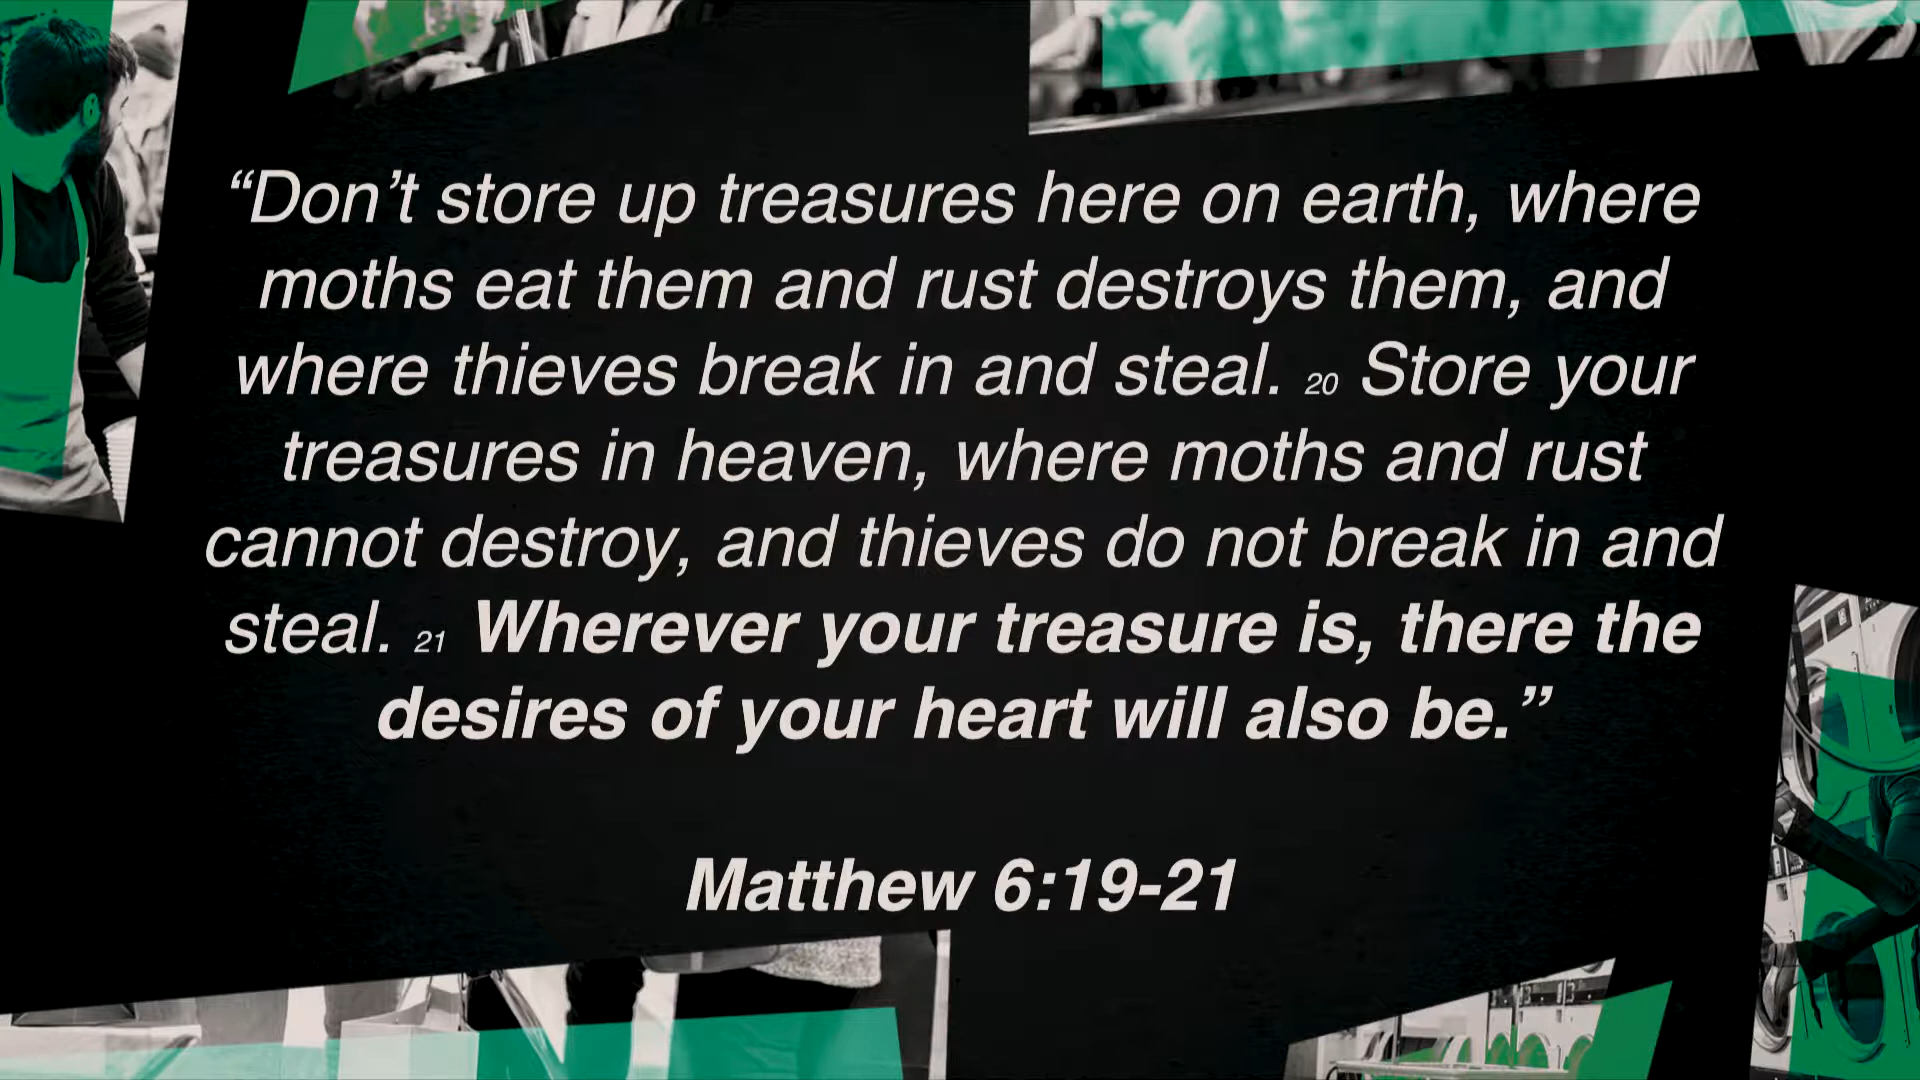 “Don’t store up treasures here on earth, where
moths eat them and rust destroys them, and
where thieves break in and steal. 20 Store your
treasures in heaven, where moths and rust
cannot destroy, and thieves do not break in and
steal. 21 Wherever your treasure is, there the
desires of your heart will also be.”
Matthew 6:19-21